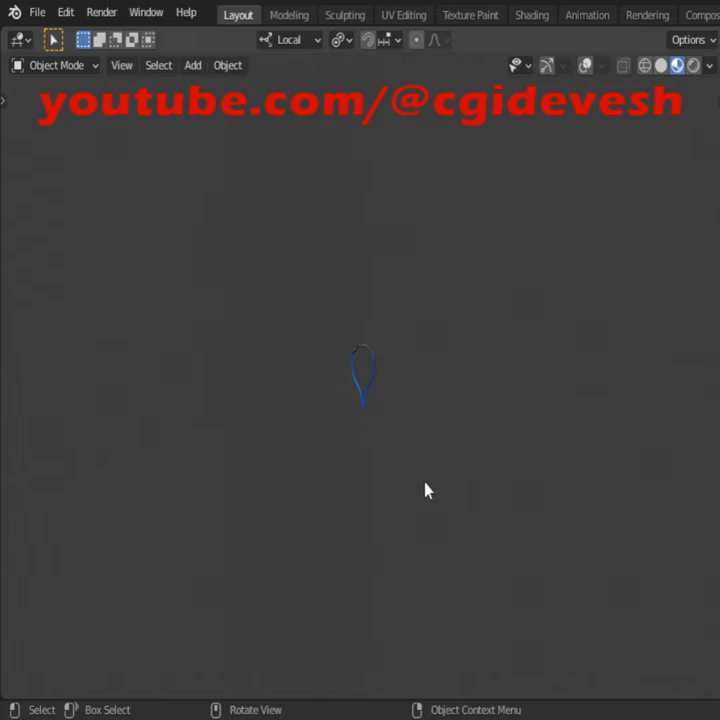 File Edit Render Window Help Layout Modeling Sculpting UV Editing Texture Paint Shading Animation Rendering Compos
Local Options
Object Mode View Select Add Object
youtube.com/@cgidevesh
Select Box Select Rotate View Object Context Menu